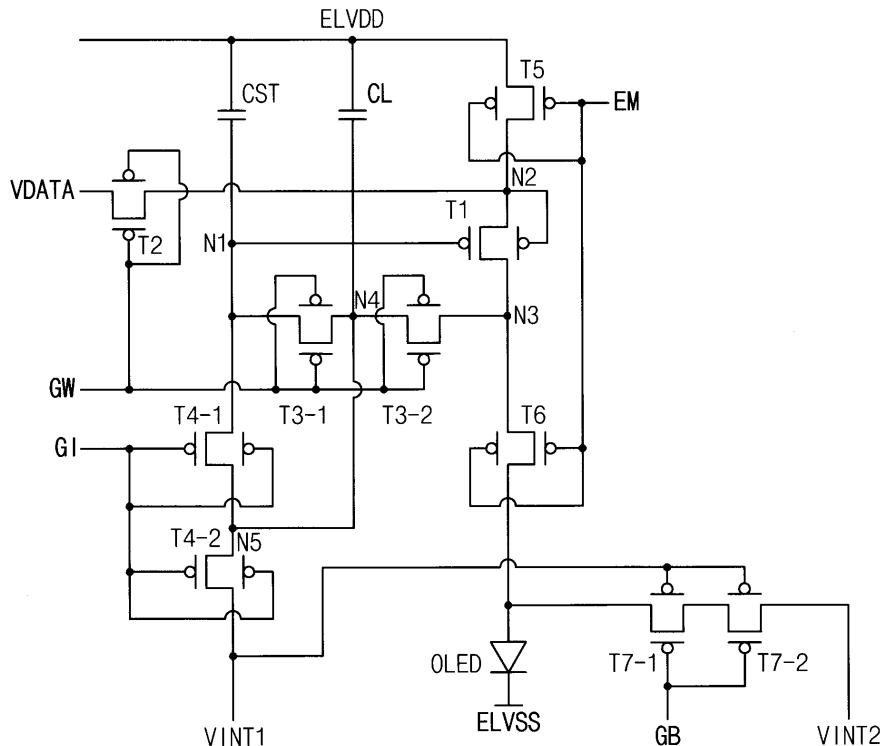 ELVDD
CST
CL
T5
EM
VDATA
T2
N2
T1
N1
N4
N3
GW
T3-1
T3-2
T4-1
T6
GI
T4-2
N5
OLED
T7-1
T7-2
ELVSS
VINT1
GB
VINT2